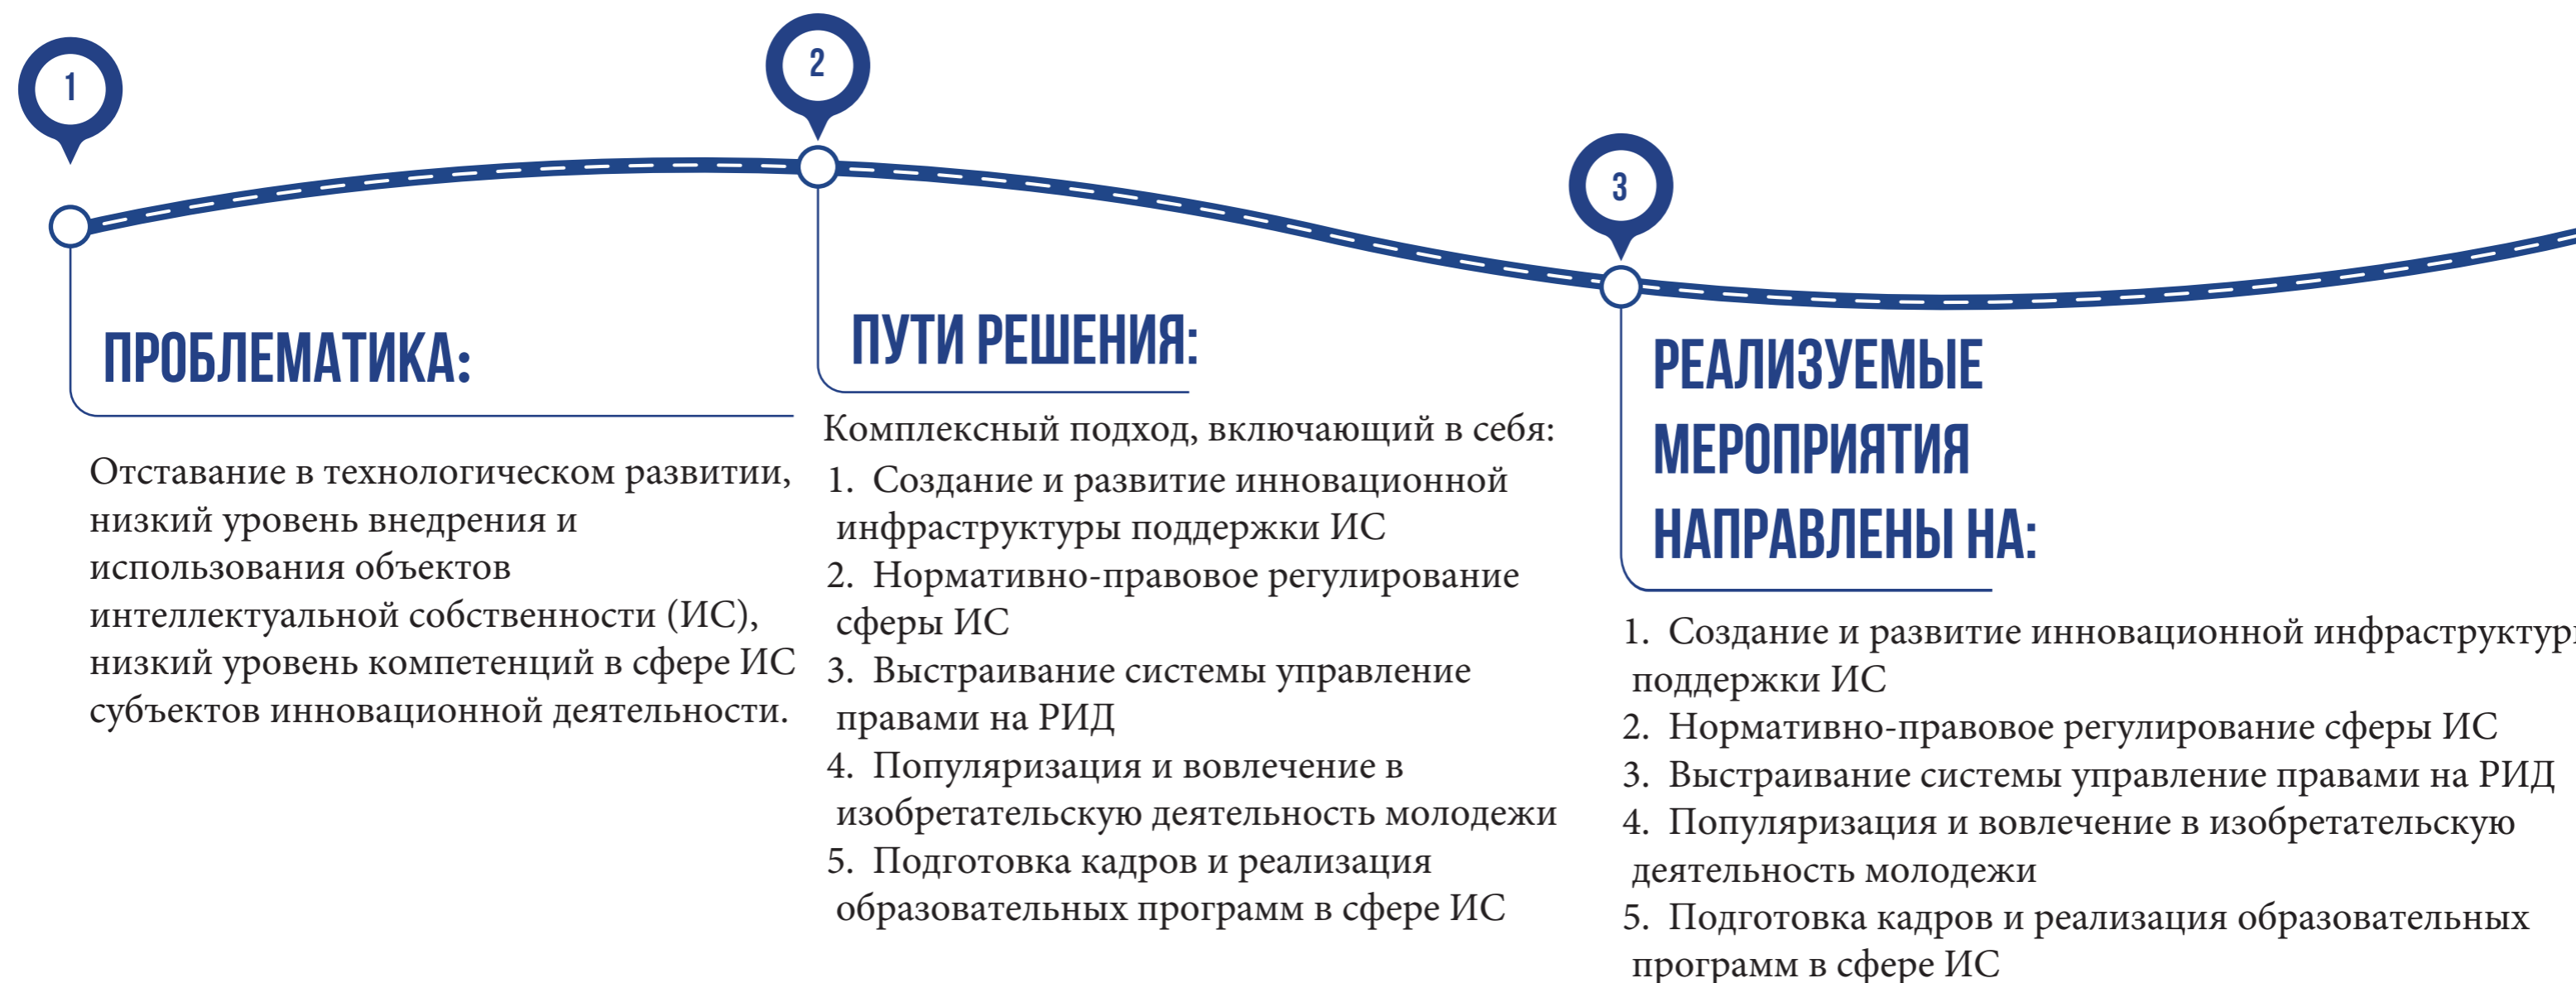 1
ПРОБЛЕМАТИКА:
Отставание в технологическом развитии,
низкий уровень внедрения и
использования объектов
интеллектуальной собственности (ИС),
низкий уровень компетенций в сфере ИС
субъектов инновационной деятельности.
2
ПУТИ РЕШЕНИЯ:
Комплексный подход, включающий в себя:
1. Создание и развитие инновационной
инфраструктуры поддержки ИС
2. Нормативно-правовое регулирование
сферы ИС
3. Выстраивание системы управление
правами на РИД
4. Популяризация и вовлечение в
изобретательскую деятельность молодежи
5. Подготовка кадров и реализация
образовательных программ в сфере ИС
3
РЕАЛИЗУЕМЫЕ
МЕРОПРИЯТИЯ
НАПРАВЛЕНЫ НА:
1. Создание и развитие инновационной инфраструктуры
поддержки ИС
2. Нормативно-правовое регулирование сферы ИС
3. Выстраивание системы управление правами на РИД
4. Популяризация и вовлечение в изобретательскую
деятельность молодежи
5. Подготовка кадров и реализация образовательных
программ в сфере ИС